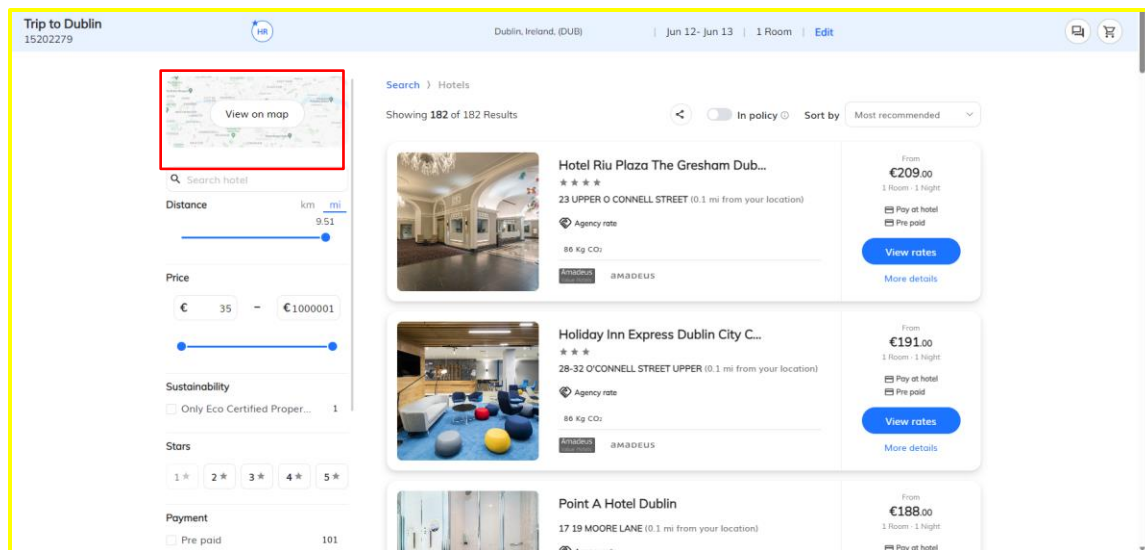 Trip to Dublin
15202279
HR
Dublin, Ireland, (DUB) | Jun 12- Jun 13 | 1 Room | Edit
View on map
Search hotel
Distance km mi
9.51
Price
€ 35 – €1000001
Sustainability
Only Eco Certified Proper... 1
Stars
1★ 2★ 3★ 4★ 5★
Payment
Pre paid 101
Search 〉 Hotels
Showing 182 of 182 Results
In policy Sort by Most recommended
Hotel Riu Plaza The Gresham Dub...
★★★★
23 UPPER O CONNELL STREET (0.1 mi from your location)
Agency rate
86 Kg CO2
Amadeus
amadeus
From
€209.00
1 Room · 1 Night
Pay at hotel
Pre paid
View rates
More details
Holiday Inn Express Dublin City C...
★★★
28-32 O'CONNELL STREET UPPER (0.1 mi from your location)
Agency rate
86 Kg CO2
Amadeus
amadeus
From
€191.00
1 Room · 1 Night
Pay at hotel
Pre paid
View rates
More details
Point A Hotel Dublin
17 19 MOORE LANE (0.1 mi from your location)
From
€188.00
1 Room · 1 Night
Pay at hotel